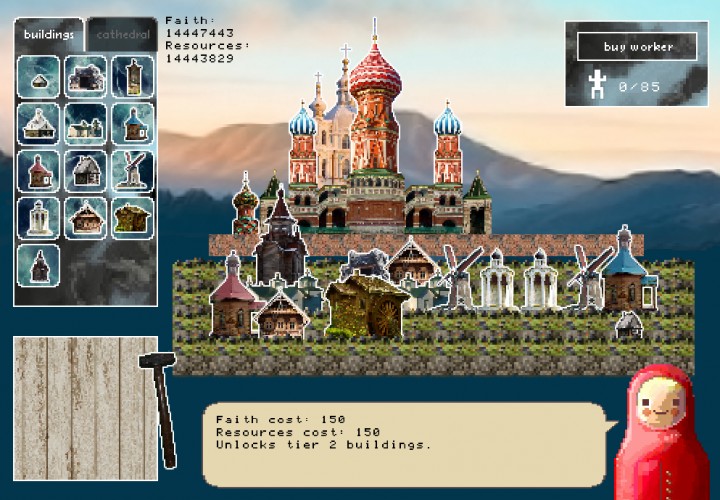 buildings
cathedral
Faith:
14447443
Resources:
14443829
buy worker
0/85
Faith cost: 150
Resources cost: 150
Unlocks tier 2 buildings.